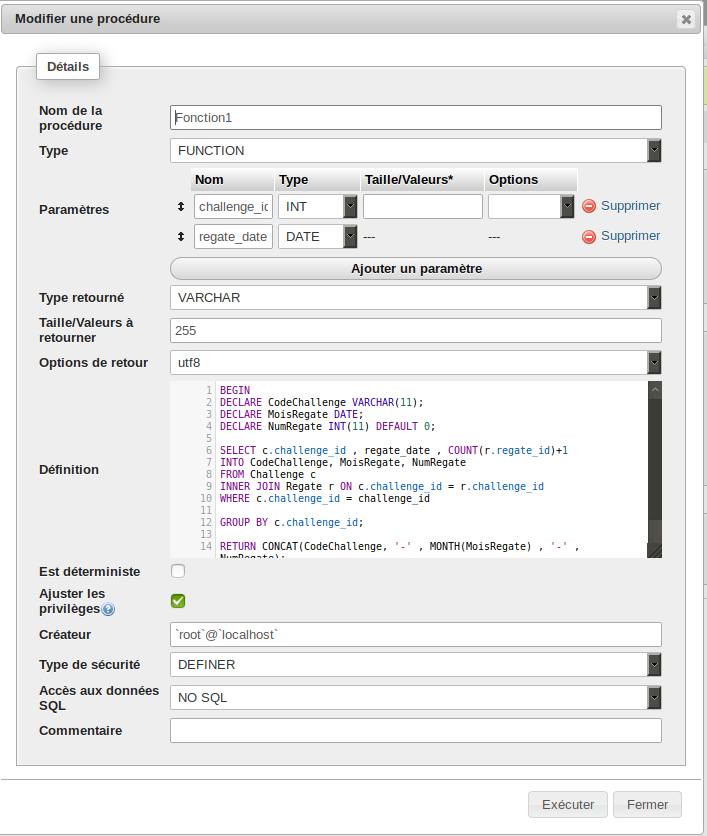 Modifier une procédure
Détails
Nom de la
procédure
Fonction1
Type
FUNCTION
Nom Type Taille/Valeurs* Options
Paramètres
challenge_ic INT Supprimer
regate_date DATE --- --- Supprimer
Ajouter un paramètre
Type retourné
VARCHAR
Taille/Valeurs à
retourner
255
Options de retour
utf8
Définition
1 BEGIN
2 DECLARE CodeChallenge VARCHAR(11);
3 DECLARE MoisRegate DATE;
4 DECLARE NumRegate INT(11) DEFAULT 0;
5
6 SELECT c.challenge_id , regate_date , COUNT(r.regate_id)+1
7 INTO CodeChallenge, MoisRegate, NumRegate
8 FROM Challenge c
9 INNER JOIN Regate r ON c.challenge_id = r.challenge_id
10 WHERE c.challenge_id = challenge_id
11
12 GROUP BY c.challenge_id;
13
14 RETURN CONCAT(CodeChallenge, '-' , MONTH(MoisRegate) , '-' ,
NumRegate);
Est déterministe
Ajuster les
privilèges
Créateur
`root`@`localhost`
Type de sécurité
DEFINER
Accès aux données
SQL
NO SQL
Commentaire
Exécuter Fermer